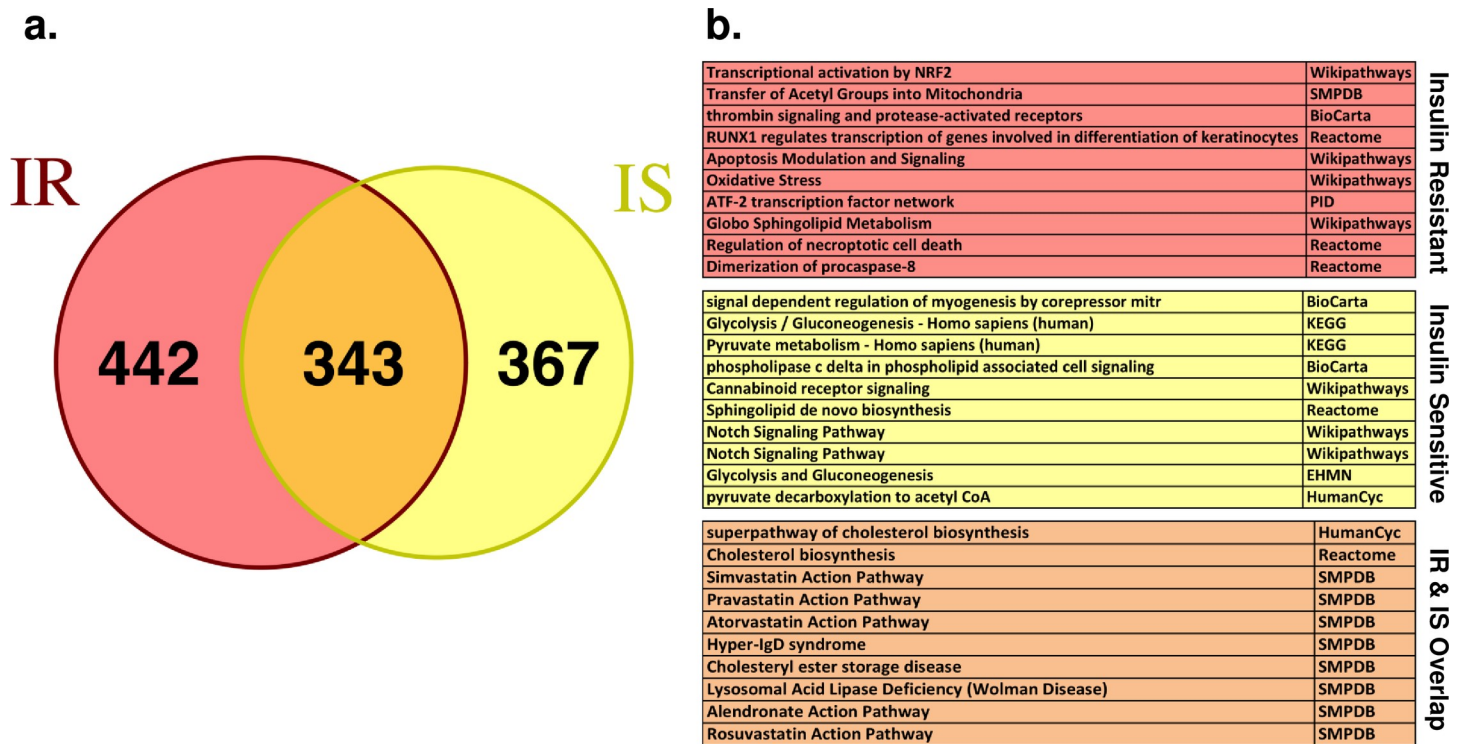 a.
IR
IS
442
343
367
b.
Transcriptional activation by NRF2 Wikipathways
Transfer of Acetyl Groups into Mitochondria SMPDB
thrombin signaling and protease-activated receptors BioCarta
RUNX1 regulates transcription of genes involved in differentiation of keratinocytes Reactome
Apoptosis Modulation and Signaling Wikipathways
Oxidative Stress Wikipathways
ATF-2 transcription factor network PID
Globo Sphingolipid Metabolism Wikipathways
Regulation of necroptotic cell death Reactome
Dimerization of procaspase-8 Reactome
Insulin Resistant
signal dependent regulation of myogenesis by corepressor mitr BioCarta
Glycolysis / Gluconeogenesis - Homo sapiens (human) KEGG
Pyruvate metabolism - Homo sapiens (human) KEGG
phospholipase c delta in phospholipid associated cell signaling BioCarta
Cannabinoid receptor signaling Wikipathways
Sphingolipid de novo biosynthesis Reactome
Notch Signaling Pathway Wikipathways
Notch Signaling Pathway Wikipathways
Glycolysis and Gluconeogenesis EHMN
pyruvate decarboxylation to acetyl CoA HumanCyc
Insulin Sensitive
superpathway of cholesterol biosynthesis HumanCyc
Cholesterol biosynthesis Reactome
Simvastatin Action Pathway SMPDB
Pravastatin Action Pathway SMPDB
Atorvastatin Action Pathway SMPDB
Hyper-IgD syndrome SMPDB
Cholesteryl ester storage disease SMPDB
Lysosomal Acid Lipase Deficiency (Wolman Disease) SMPDB
Alendronate Action Pathway SMPDB
Rosuvastatin Action Pathway SMPDB
IR & IS Overlap